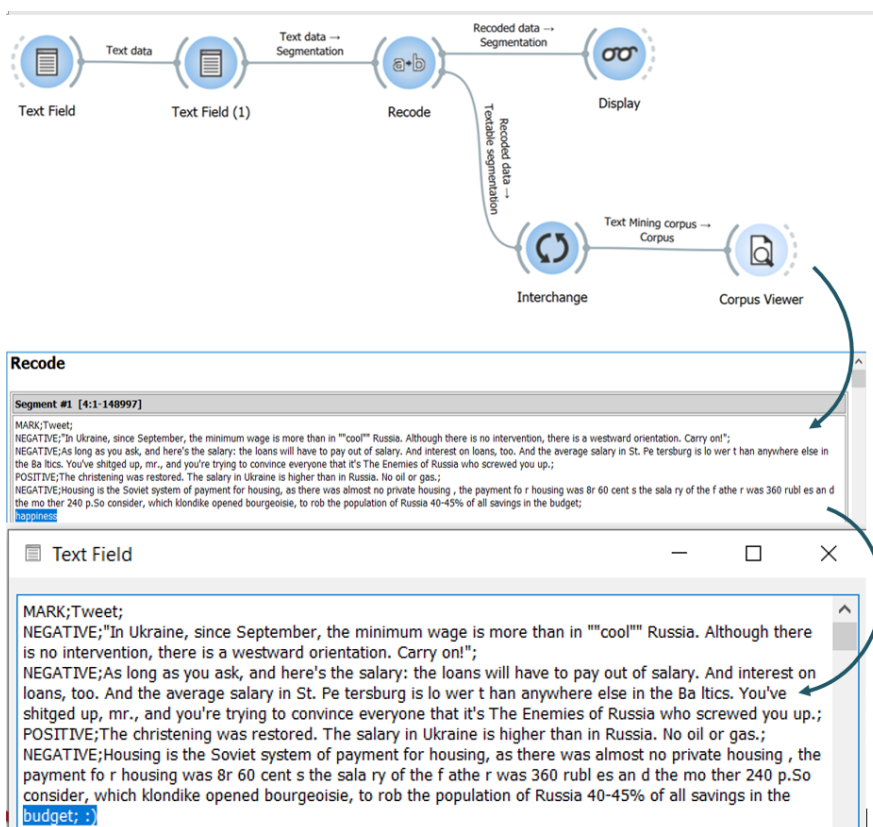 Recoded data →
Segmentation
Text data →
Segmentation
Text data
a→b
Text Field
Text Field (1)
Recode
Display
Recoded data →
Textable segmentation
Text Mining corpus →
Corpus
Interchange
Corpus Viewer
Recode
Segment #1 [4:1-148997]
MARK;Tweet;
NEGATIVE;"In Ukraine, since September, the minimum wage is more than in ""cool"" Russia. Although there is no intervention, there is a westward orientation. Carry on!";
NEGATIVE;As long as you ask, and here's the salary: the loans will have to pay out of salary. And interest on loans, too. And the average salary in St. Pe tersburg is lo wer t han anywhere else in
the Ba ltics. You've shitged up, mr., and you're trying to convince everyone that it's The Enemies of Russia who screwed you up.;
POSITIVE;The christening was restored. The salary in Ukraine is higher than in Russia. No oil or gas.;
NEGATIVE;Housing is the Soviet system of payment for housing, as there was almost no private housing , the payment fo r housing was 8r 60 cent s the sala ry of the f athe r was 360 rubl es an d
the mo ther 240 p.So consider, which klondike opened bourgeoisie, to rob the population of Russia 40-45% of all savings in the budget;
happiness
Text Field
MARK;Tweet;
NEGATIVE;"In Ukraine, since September, the minimum wage is more than in ""cool"" Russia. Although there
is no intervention, there is a westward orientation. Carry on!";
NEGATIVE;As long as you ask, and here's the salary: the loans will have to pay out of salary. And interest on
loans, too. And the average salary in St. Pe tersburg is lo wer t han anywhere else in the Ba ltics. You've
shitged up, mr., and you're trying to convince everyone that it's The Enemies of Russia who screwed you up.;
POSITIVE;The christening was restored. The salary in Ukraine is higher than in Russia. No oil or gas.;
NEGATIVE;Housing is the Soviet system of payment for housing, as there was almost no private housing , the
payment fo r housing was 8r 60 cent s the sala ry of the f athe r was 360 rubl es an d the mo ther 240 p.So
consider, which klondike opened bourgeoisie, to rob the population of Russia 40-45% of all savings in the
budget; :)